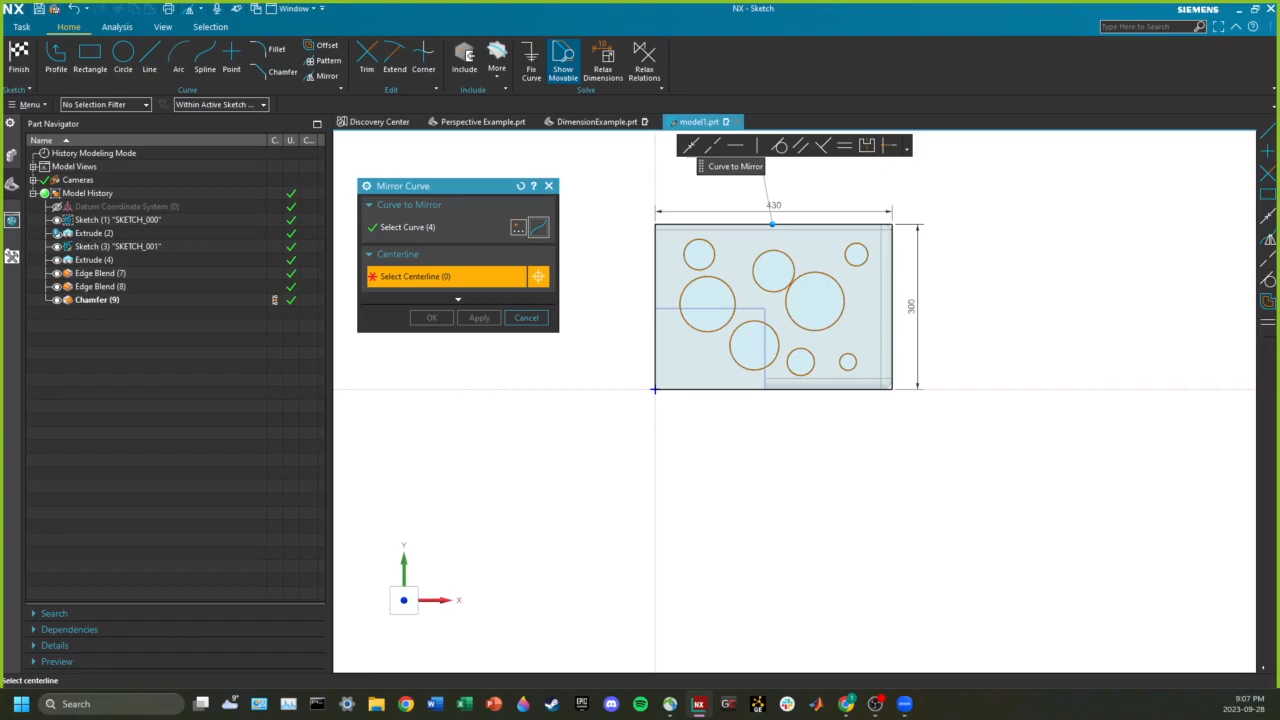 NX
Window
NX - Sketch
SIEMENS
Task
Home
Analysis
View
Selection
Type Here to Search
Finish
Profile
Rectangle
Circle
Line
Arc
Spline
Point
Fillet
Chamfer
Offset
Pattern
Mirror
Trim
Extend
Corner
Include
More
Fix Curve
Show Movable
Relax Dimensions
Relax Relations
Sketch
Curve
Edit
Include
Solve
Menu
No Selection Filter
Within Active Sketch ...
Part Navigator
Discovery Center
Perspective Example.prt
DimensionExample.prt
model1.prt
Name
C.
U.
C...
History Modeling Mode
Model Views
Cameras
Model History
Datum Coordinate System (0)
Sketch (1) "SKETCH_000"
Extrude (2)
Sketch (3) "SKETCH_001"
Extrude (4)
Edge Blend (7)
Edge Blend (8)
Chamfer (9)
Curve to Mirror
Mirror Curve
Curve to Mirror
Select Curve (4)
Centerline
Select Centerline (0)
OK
Apply
Cancel
430
300
Y
X
Search
Dependencies
Details
Preview
Select centerline
Search
9:07 PM
2023-09-28